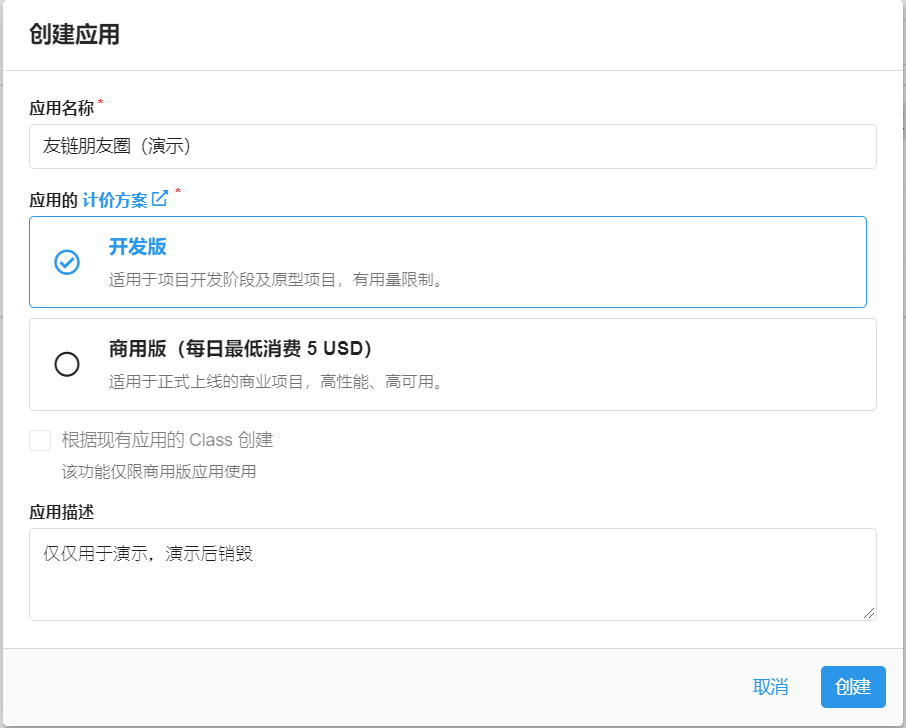 创建应用
应用名称*
友链朋友圈（演示）
应用的 计价方案 *
开发版
适用于项目开发阶段及原型项目，有用量限制。
商用版（每日最低消费 5 USD）
适用于正式上线的商业项目，高性能、高可用。
根据现有应用的 Class 创建
该功能仅限商用版应用使用
应用描述
仅仅用于演示，演示后销毁
取消 创建